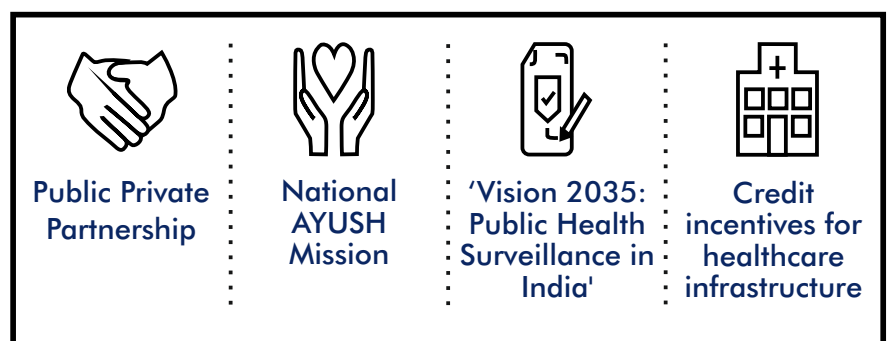 Public Private
Partnership
National
AYUSH
Mission
‘Vision 2035:
Public Health
Surveillance in
India'
Credit
incentives for
healthcare
infrastructure